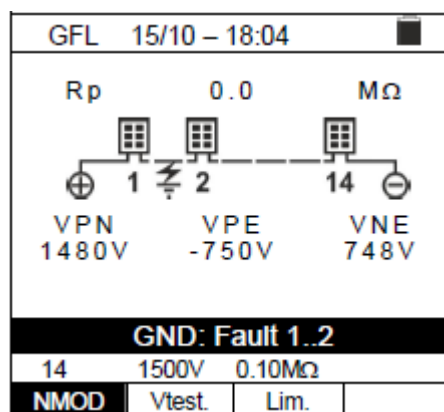 GFL 15/10 – 18:04
Rp 0.0 MΩ
1 2 14
VPN VPE VNE
1480V -750V 748V
GND: Fault 1..2
14 1500V 0.10MΩ
NMOD Vtest. Lim.